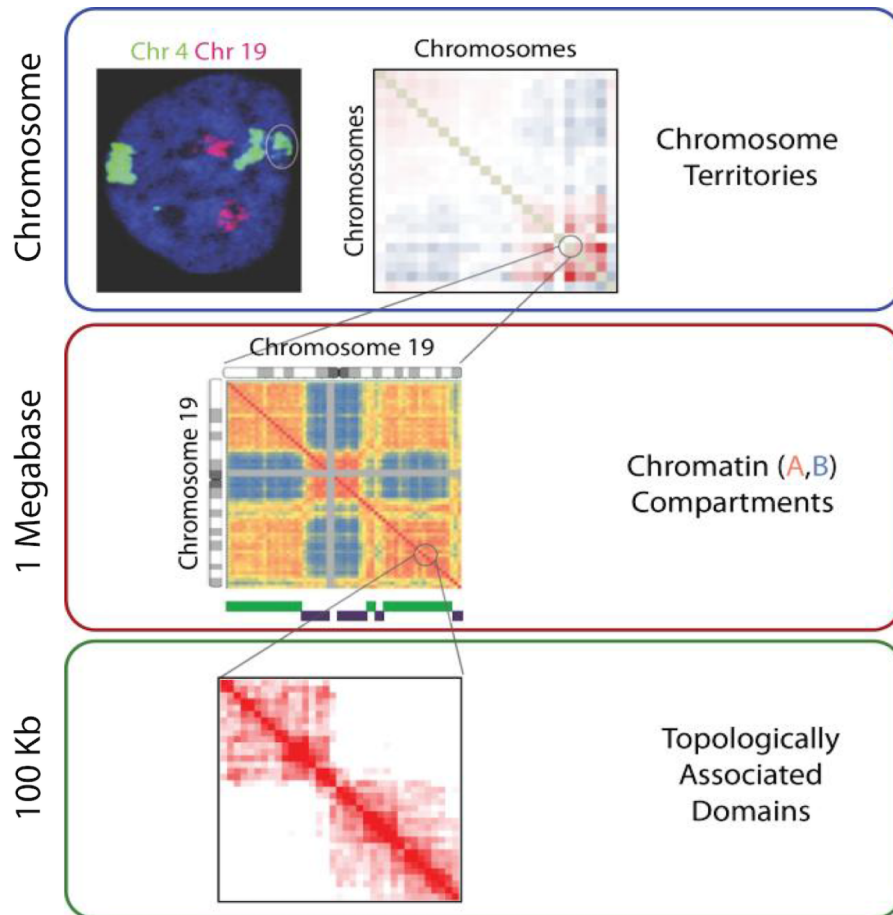 Chromosome
Chr 4 Chr 19
Chromosomes
Chromosomes
Chromosome
Territories
1 Megabase
Chromosome 19
Chromosome 19
Chromatin (A,B)
Compartments
100 Kb
Topologically
Associated
Domains